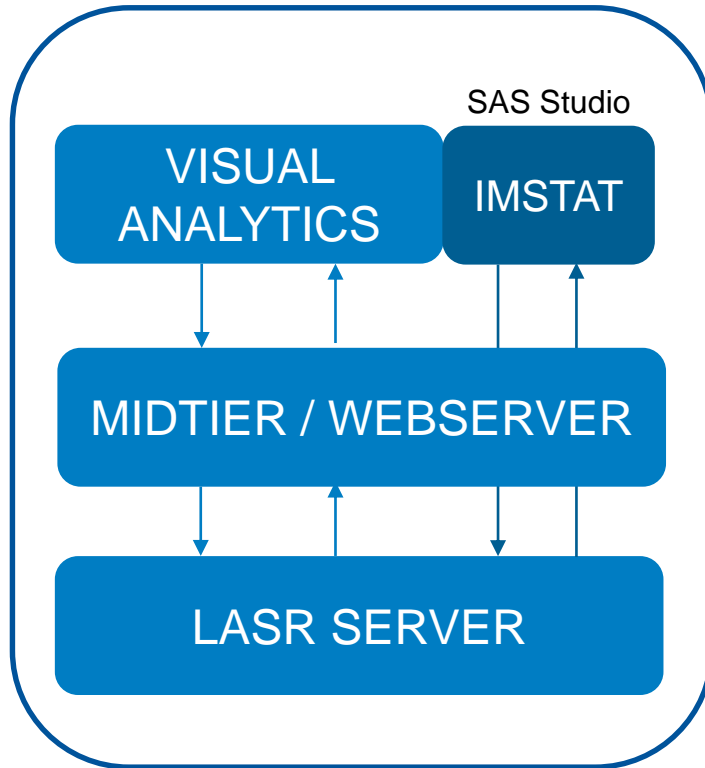 SAS Studio
VISUAL
ANALYTICS
IMSTAT
MIDTIER / WEBSERVER
LASR SERVER